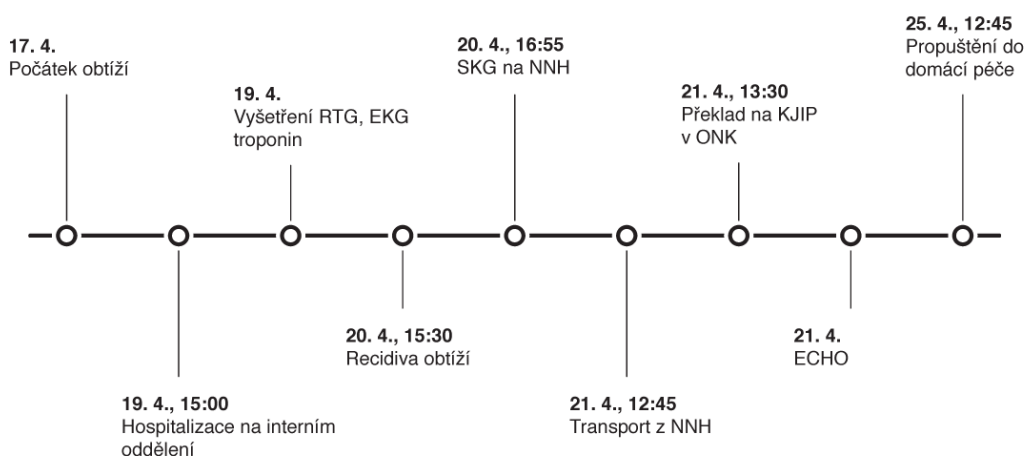 17. 4.
Počátek obtíží
19. 4., 15:00
Hospitalizace na interním
oddělení
19. 4.
Vyšetření RTG, EKG
troponin
20. 4., 15:30
Recidiva obtíží
20. 4., 16:55
SKG na NNH
21. 4., 12:45
Transport z NNH
21. 4., 13:30
Překlad na KJIP
v ONK
21. 4.
ECHO
25. 4., 12:45
Propuštění do
domácí péče